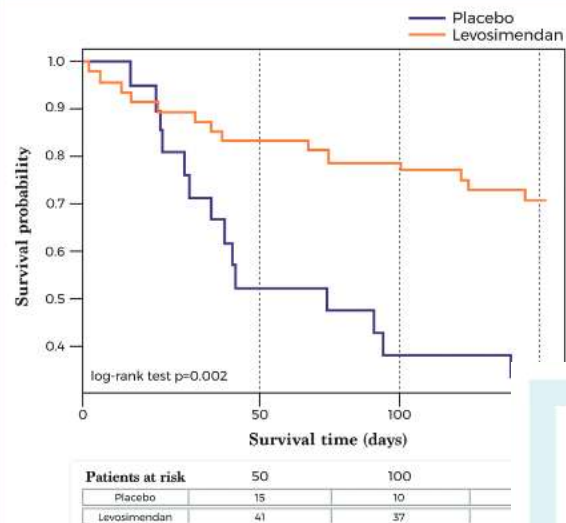 Placebo
Levosimendan
1.0
0.9
0.8
0.7
0.6
0.5
0.4
Survival probability
log-rank test p=0.002
0 50 100
Survival time (days)
Patients at risk 50 100
Placebo 15 10
Levosimendan 41 37